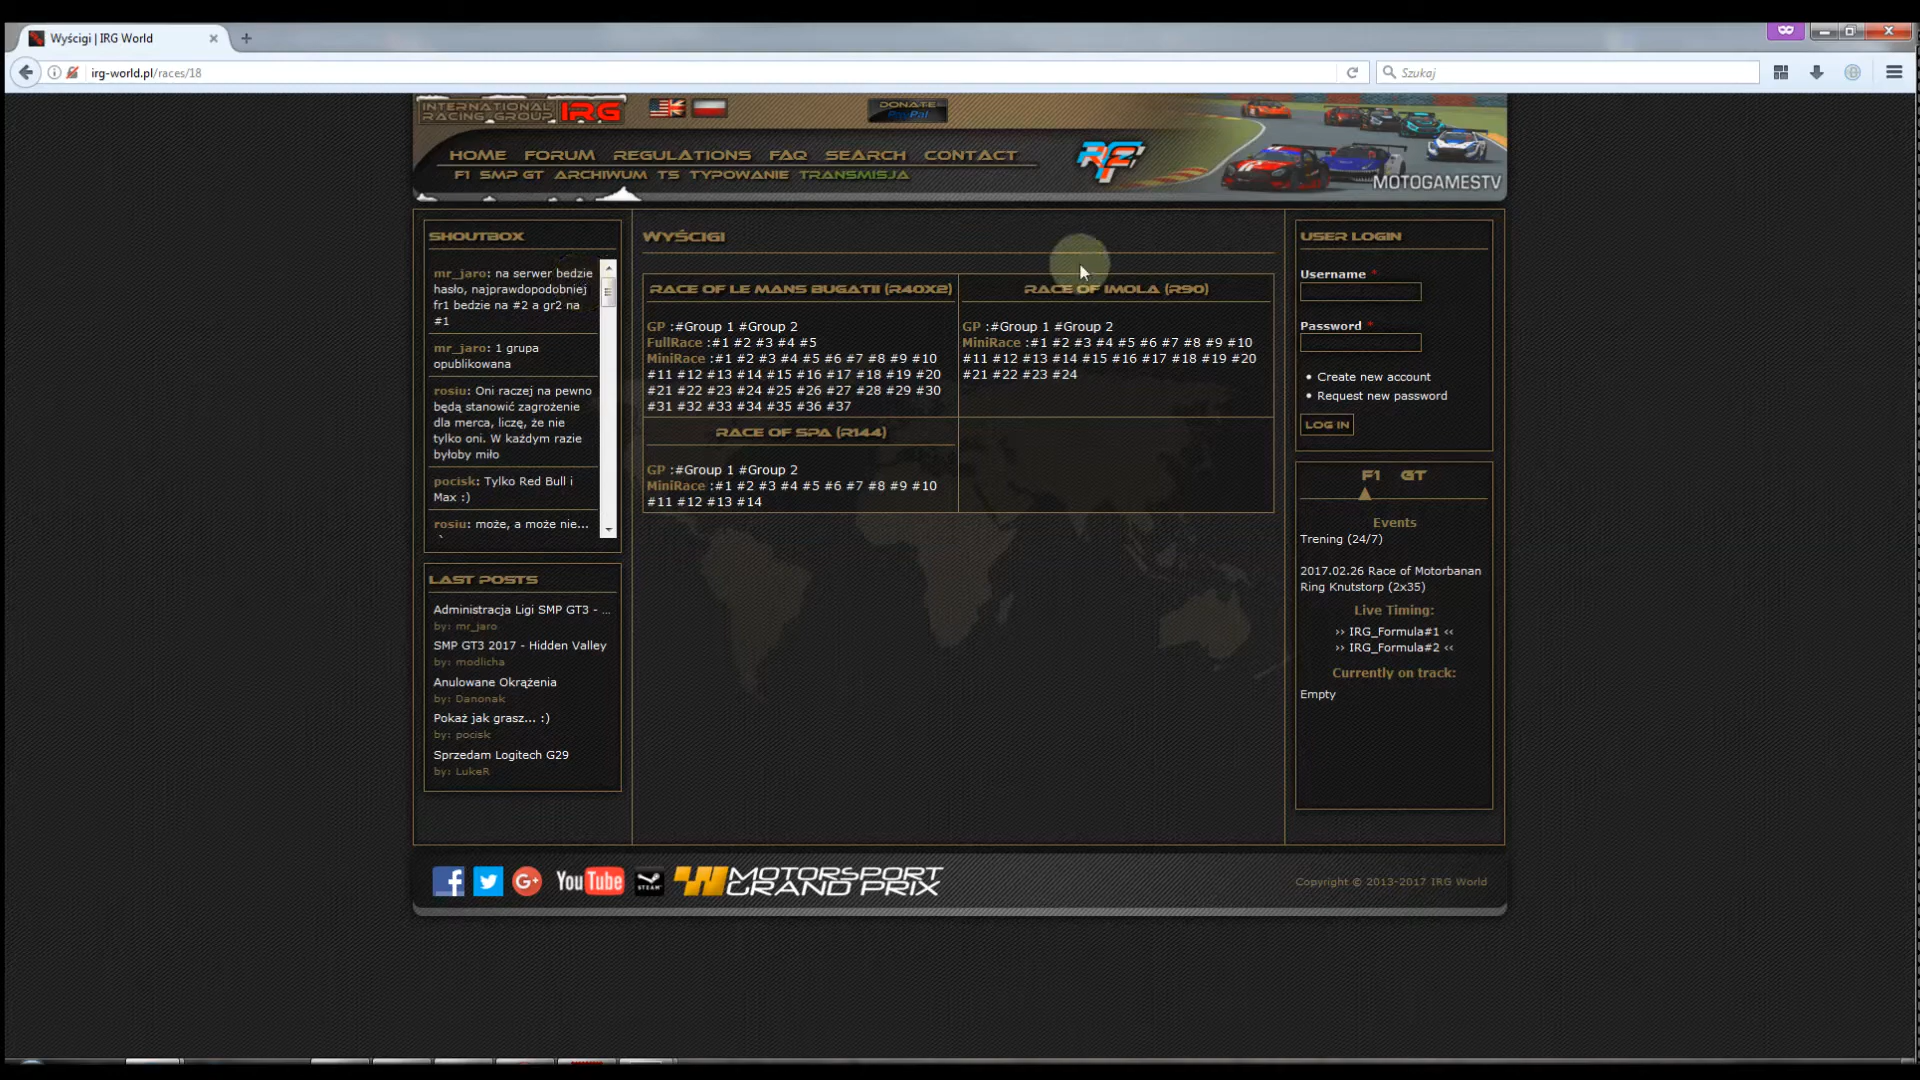 Wyścigi | IRG World
irg-world.pl/races/18
Szukaj
INTERNATIONAL
RACING GROUP IRG
DONATE
PayPal
HOME FORUM REGULATIONS FAQ SEARCH CONTACT
F1 SMP GT ARCHIWUM TS TYPOWANIE TRANSMISJA
RF2
MOTOGAMESTV
SHOUTBOX
mr_jaro: na serwer bedzie
hasło, najprawdopodobniej
fr1 bedzie na #2 a gr2 na
#1
mr_jaro: 1 grupa
opublikowana
rosiu: Oni raczej na pewno
będą stanowić zagrożenie
dla merca, liczę, że nie
tylko oni. W każdym razie
byłoby miło
pocisk: Tylko Red Bull i
Max :)
rosiu: może, a może nie...
LAST POSTS
Administracja Ligi SMP GT3 - ...
by: mr_jaro
SMP GT3 2017 - Hidden Valley
by: modlicha
Anulowane Okrążenia
by: Danonak
Pokaż jak grasz... :)
by: pocisk
Sprzedam Logitech G29
by: LukeR
WYŚCIGI
RACE OF LE MANS BUGATII (R40X2)
GP :#Group 1 #Group 2
FullRace :#1 #2 #3 #4 #5
MiniRace :#1 #2 #3 #4 #5 #6 #7 #8 #9 #10
#11 #12 #13 #14 #15 #16 #17 #18 #19 #20
#21 #22 #23 #24 #25 #26 #27 #28 #29 #30
#31 #32 #33 #34 #35 #36 #37
RACE OF IMOLA (R90)
GP :#Group 1 #Group 2
MiniRace :#1 #2 #3 #4 #5 #6 #7 #8 #9 #10
#11 #12 #13 #14 #15 #16 #17 #18 #19 #20
#21 #22 #23 #24
RACE OF SPA (R144)
GP :#Group 1 #Group 2
MiniRace :#1 #2 #3 #4 #5 #6 #7 #8 #9 #10
#11 #12 #13 #14
USER LOGIN
Username *
Password *
Create new account
Request new password
LOG IN
F1 GT
Events
Trening (24/7)
2017.02.26 Race of Motorbanan
Ring Knutstorp (2x35)
Live Timing:
›› IRG_Formula#1 ‹‹
›› IRG_Formula#2 ‹‹
Currently on track:
Empty
YouTube
STEAM
MOTORSPORT
GRAND PRIX
Copyright © 2013-2017 IRG World